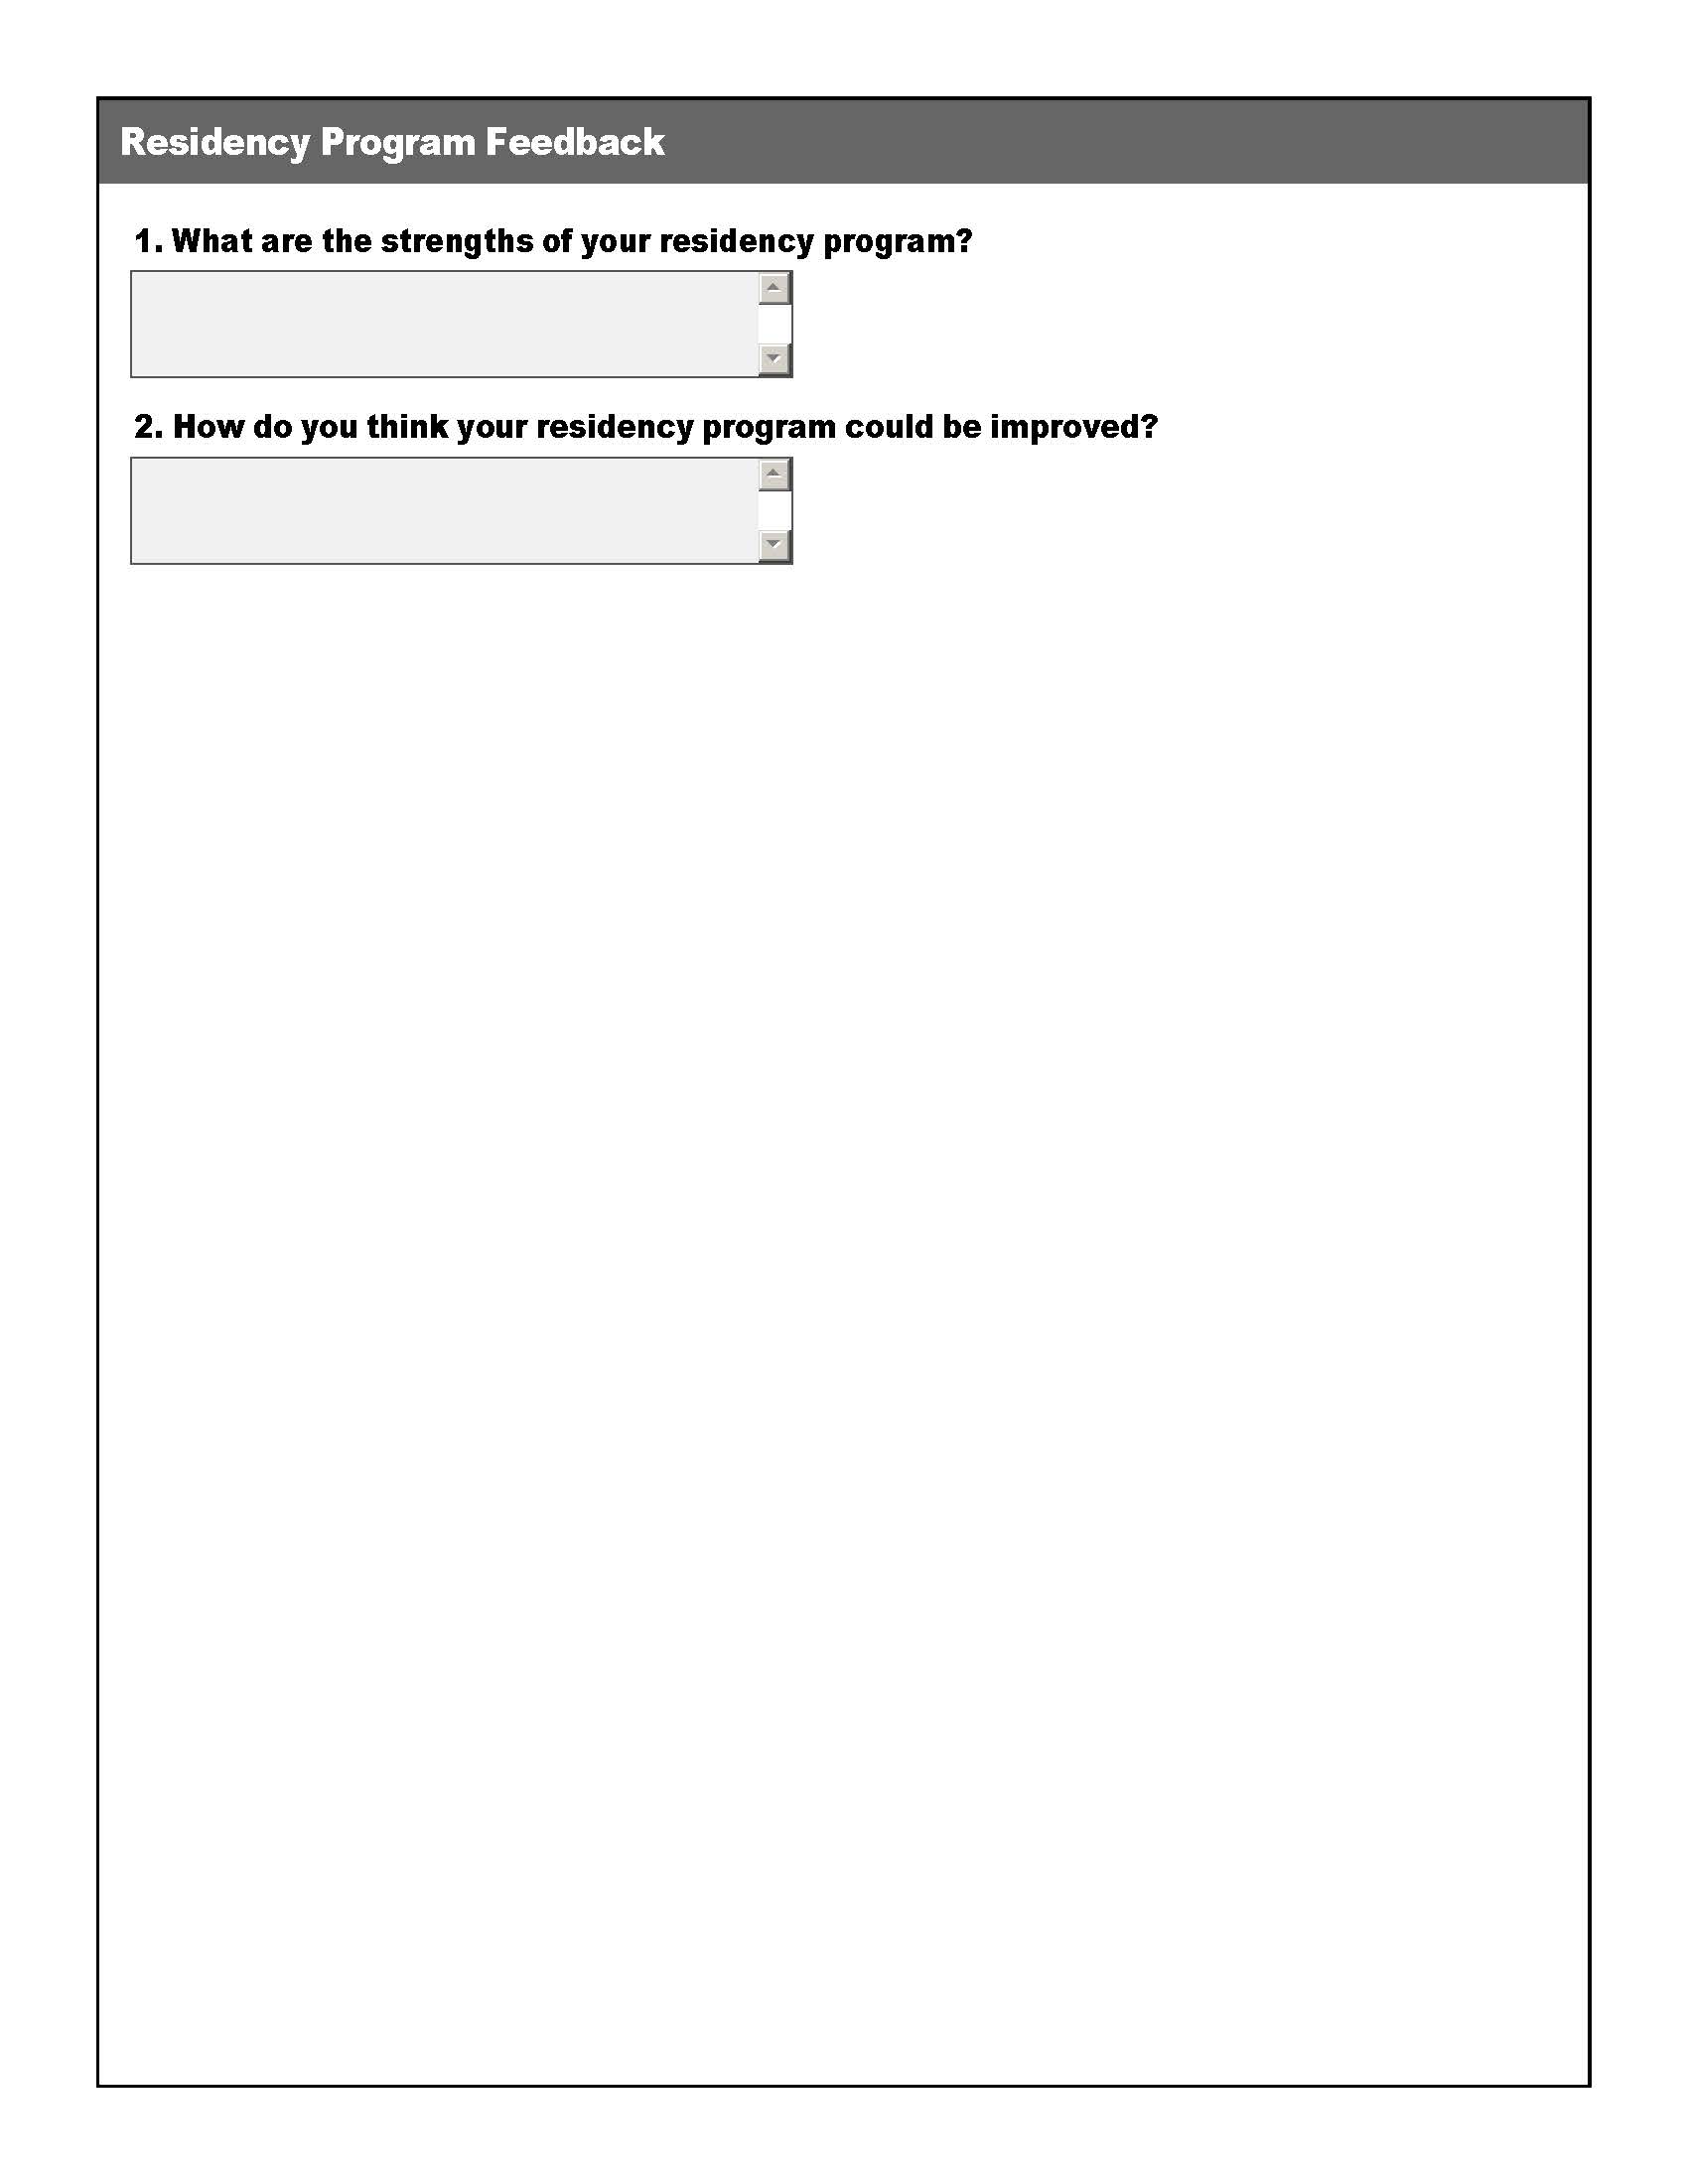 Residency Program Feedback
1. What are the strengths of your residency program?
2. How do you think your residency program could be improved?